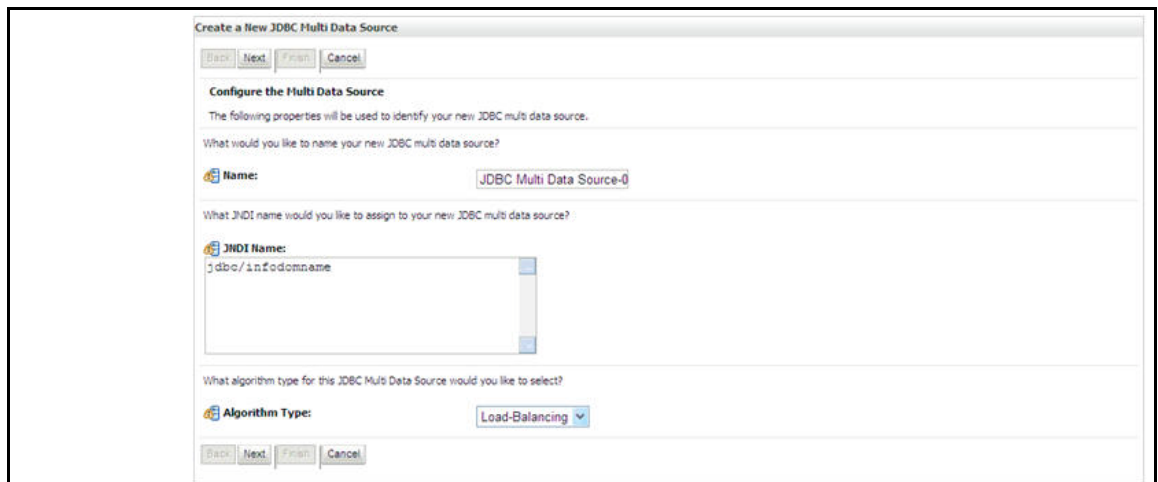 Create a New JDBC Multi Data Source
Back Next Finish Cancel
Configure the Multi Data Source
The following properties will be used to identify your new JDBC multi data source.
What would you like to name your new JDBC multi data source?
Name: JDBC Multi Data Source-0
What JNDI name would you like to assign to your new JDBC multi data source?
JNDI Name:
jdbc/infodomname
What algorithm type for this JDBC Multi Data Source would you like to select?
Algorithm Type: Load-Balancing
Back Next Finish Cancel